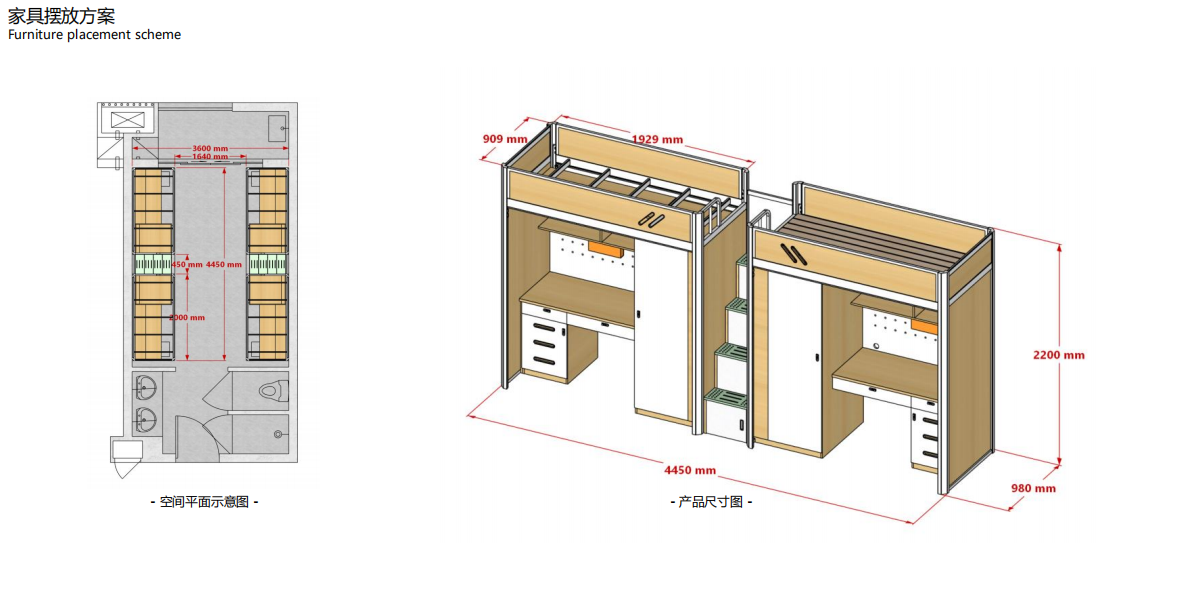 家具摆放方案
Furniture placement scheme
3600 mm
1640 mm
450 mm
4450 mm
2000 mm
- 空间平面示意图 -
909 mm
1929 mm
2200 mm
4450 mm
980 mm
- 产品尺寸图 -